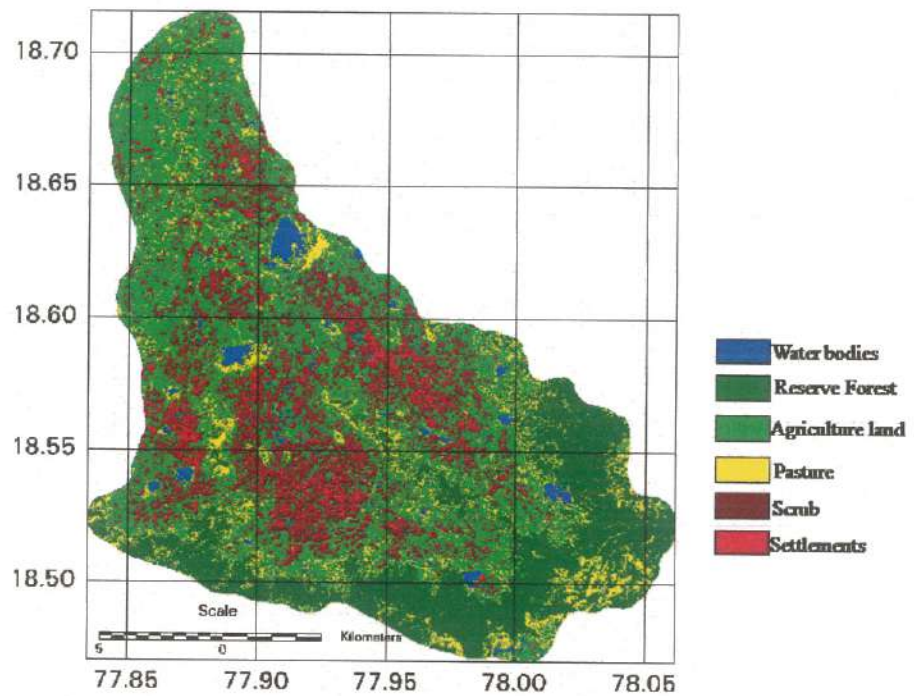 18.70
18.65
18.60
18.55
18.50
Scale
Kilometers
5 0
77.85 77.90 77.95 78.00 78.05
Water bodies
Reserve Forest
Agriculture land
Pasture
Scrub
Settlements